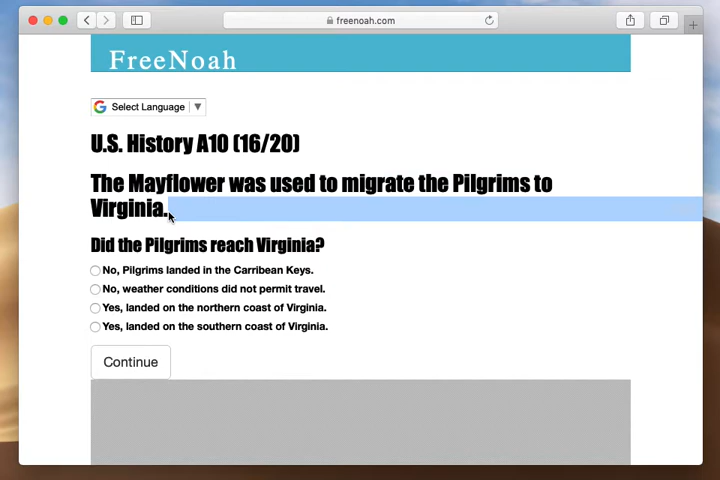 freenoah.com
FreeNoah
Select Language ▼
U.S. History A10 (16/20)
The Mayflower was used to migrate the Pilgrims to
Virginia.
Did the Pilgrims reach Virginia?
No, Pilgrims landed in the Carribean Keys.
No, weather conditions did not permit travel.
Yes, landed on the northern coast of Virginia.
Yes, landed on the southern coast of Virginia.
Continue